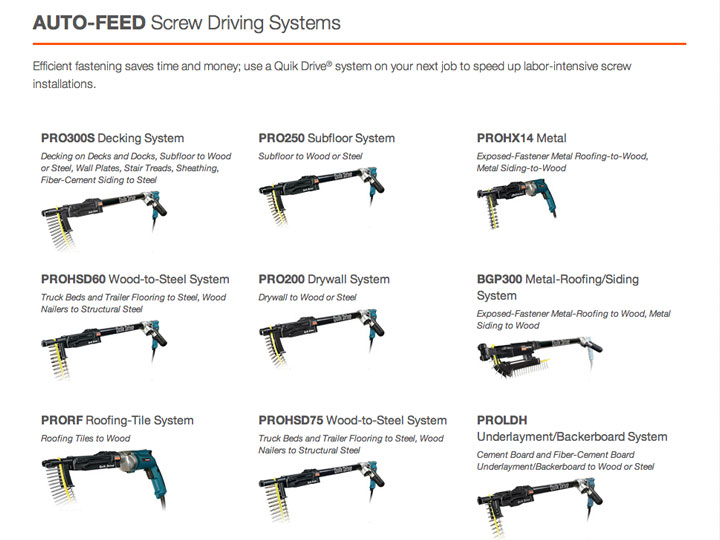 AUTO-FEED Screw Driving Systems
Efficient fastening saves time and money; use a Quik Drive® system on your next job to speed up labor-intensive screw
installations.
PRO300S Decking System
Decking on Decks and Docks, Subfloor to Wood
or Steel, Wall Plates, Stair Treads, Sheathing,
Fiber-Cement Siding to Steel
PRO250 Subfloor System
Subfloor to Wood or Steel
PROHX14 Metal
Exposed-Fastener Metal Roofing-to-Wood,
Metal Siding-to-Wood
PROHSD60 Wood-to-Steel System
Truck Beds and Trailer Flooring to Steel, Wood
Nailers to Structural Steel
PRO200 Drywall System
Drywall to Wood or Steel
BGP300 Metal-Roofing/Siding
System
Exposed-Fastener Metal-Roofing to Wood, Metal
Siding to Wood
PRORF Roofing-Tile System
Roofing Tiles to Wood
PROHSD75 Wood-to-Steel System
Truck Beds and Trailer Flooring to Steel, Wood
Nailers to Structural Steel
PROLDH
Underlayment/Backerboard System
Cement Board and Fiber-Cement Board
Underlayment/Backerboard to Wood or Steel